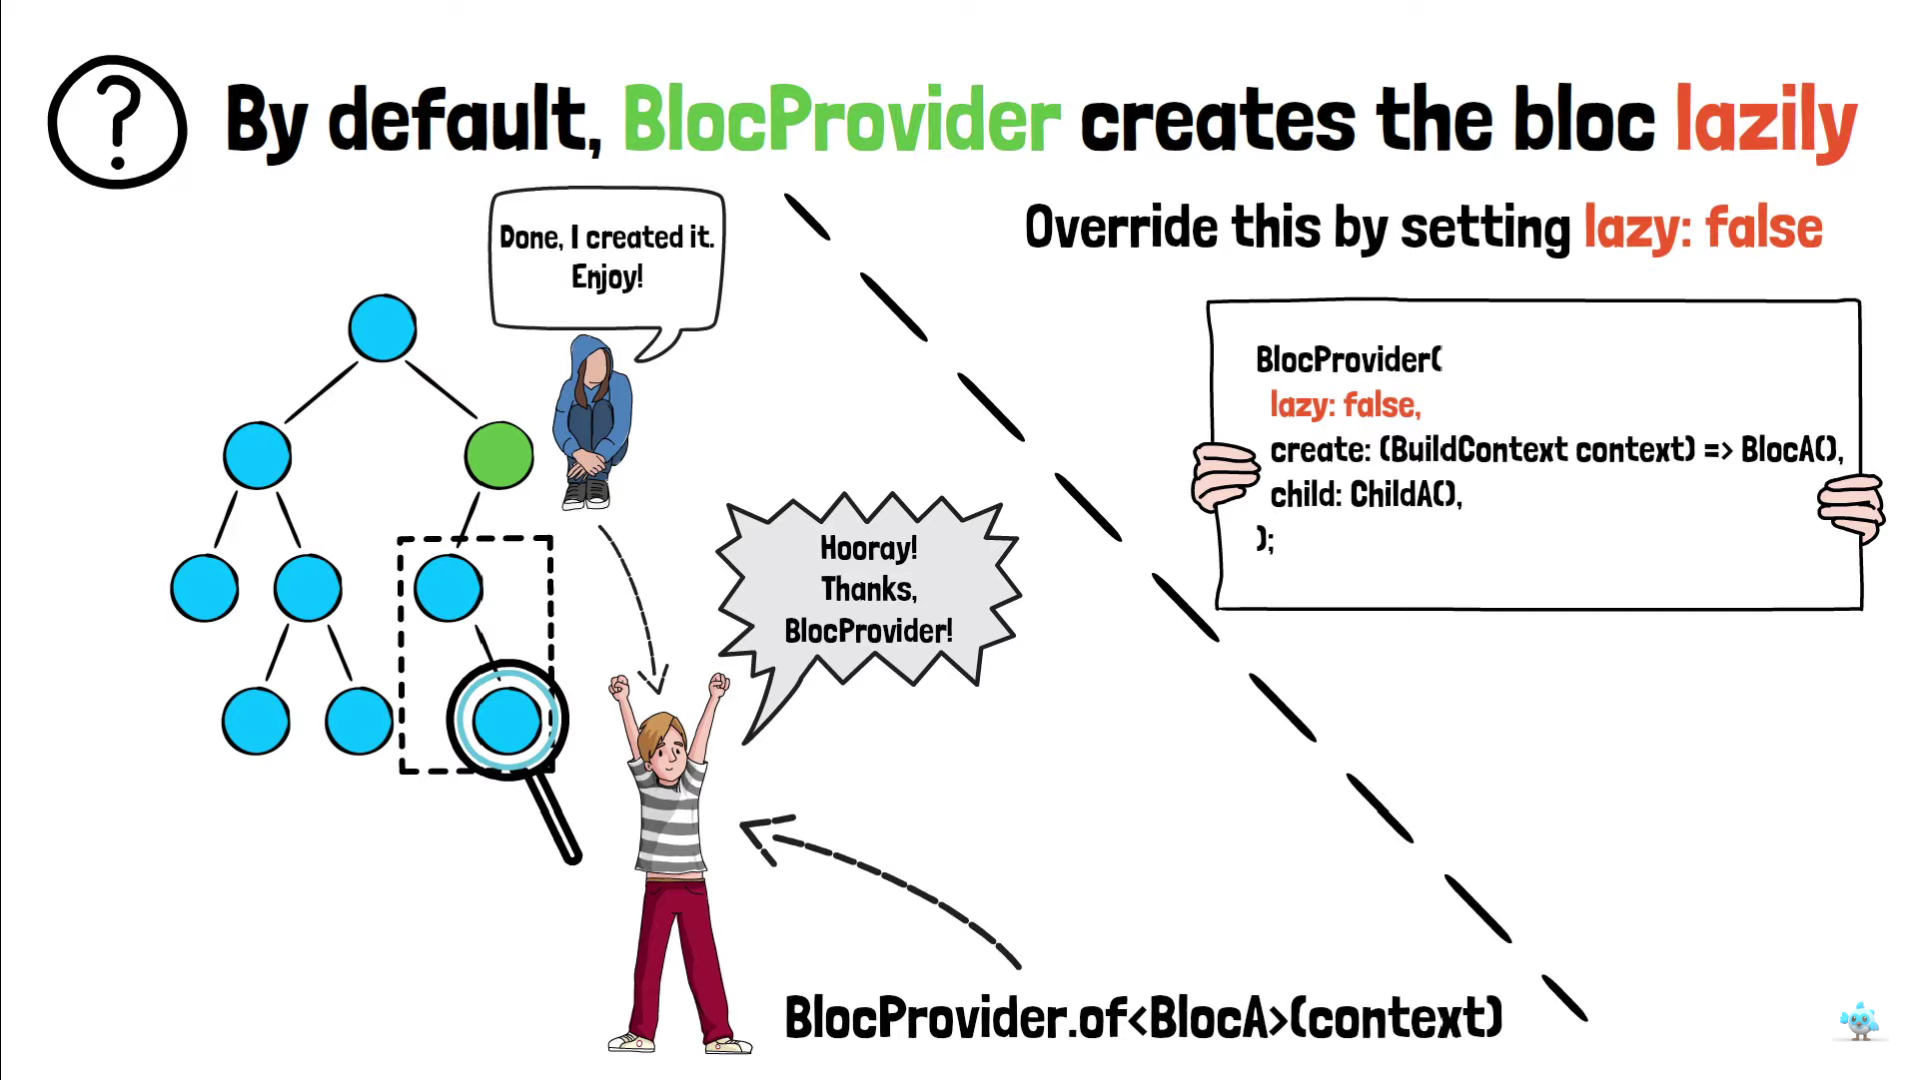 ?
By default, BlocProvider creates the bloc lazily
Done, I created it.
Enjoy!
Override this by setting lazy: false
BlocProvider(
lazy: false,
create: (BuildContext context) => BlocA(),
child: ChildA(),
);
Hooray!
Thanks,
BlocProvider!
BlocProvider.of<BlocA>(context)